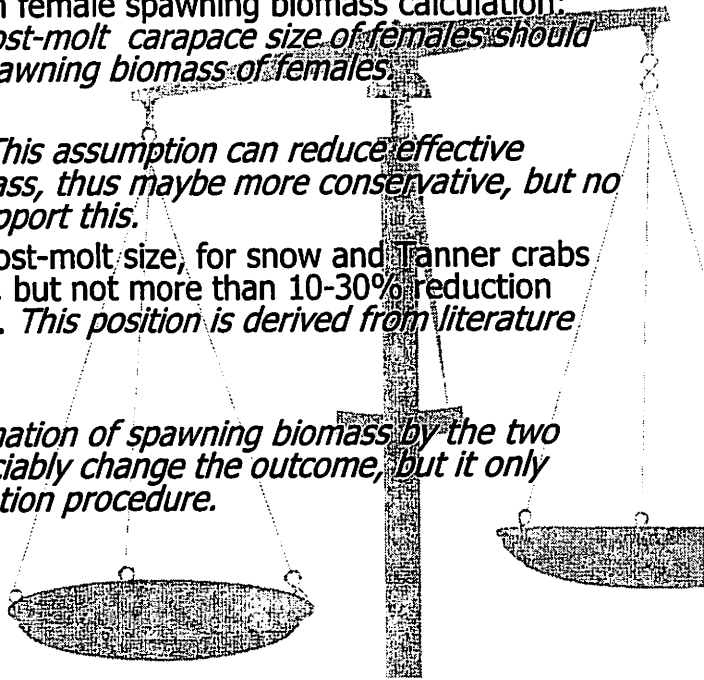 female spawning biomass calculation:
ost-molt carapace size of females should
awning biomass of females.
This assumption can reduce effective
ass, thus maybe more conservative, but no
pport this.
ost-molt size, for snow and Tanner crabs
but not more than 10-30% reduction
. This position is derived from literature
nation of spawning biomass by the two
ciably change the outcome, but it only
tion procedure.